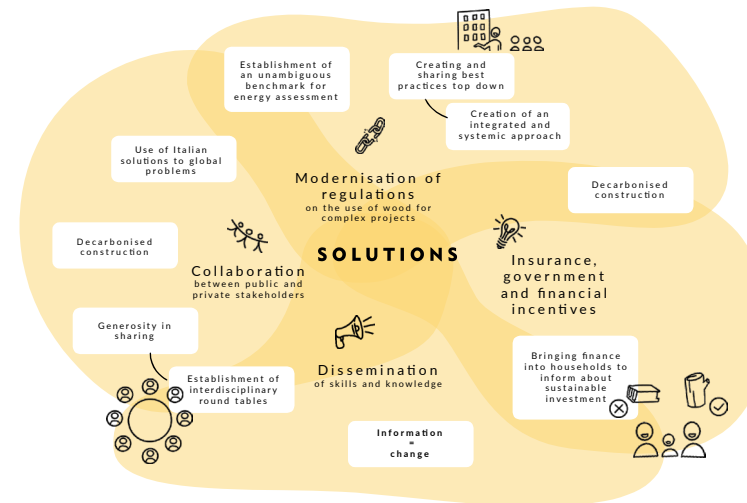 Establishment of
an unambiguous
benchmark for
energy assessment
Creating and
sharing best
practices top down
Creation of an
integrated and
systemic approach
Use of Italian
solutions to global
problems
Modernisation of
regulations
on the use of wood for
complex projects
Decarbonised
construction
Decarbonised
construction
SOLUTIONS
Collaboration
between public and
private stakeholders
Insurance,
government
and financial
incentives
Generosity in
sharing
Establishment of
interdisciplinary
round tables
Dissemination
of skills and knowledge
Bringing finance
into households to
inform about
sustainable
investment
Information
=
change